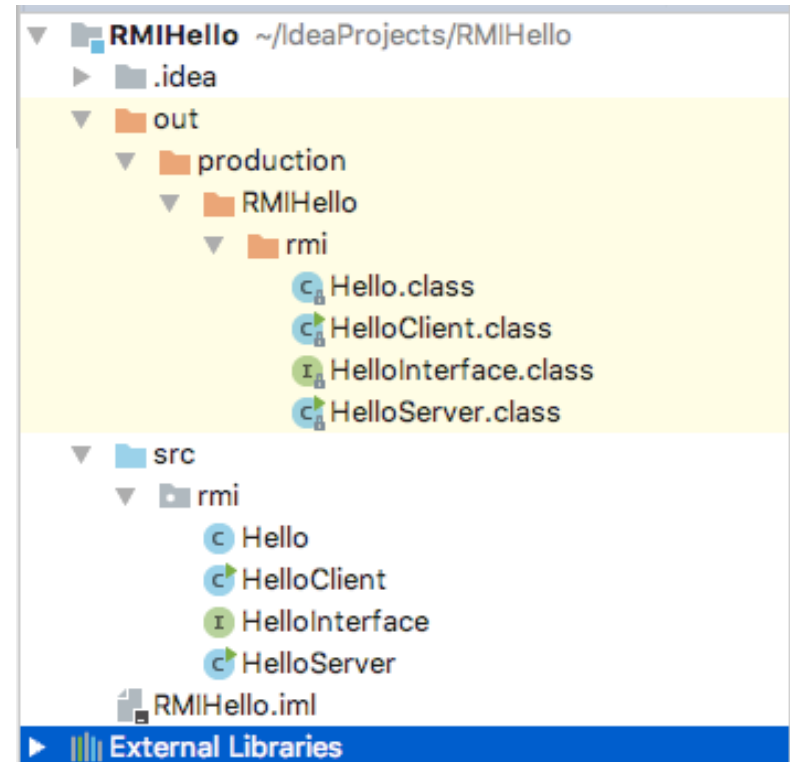 RMIHello ~/IdeaProjects/RMIHello
.idea
out
production
RMIHello
rmi
Hello.class
HelloClient.class
HelloInterface.class
HelloServer.class
src
rmi
Hello
HelloClient
HelloInterface
HelloServer
RMIHello.iml
External Libraries